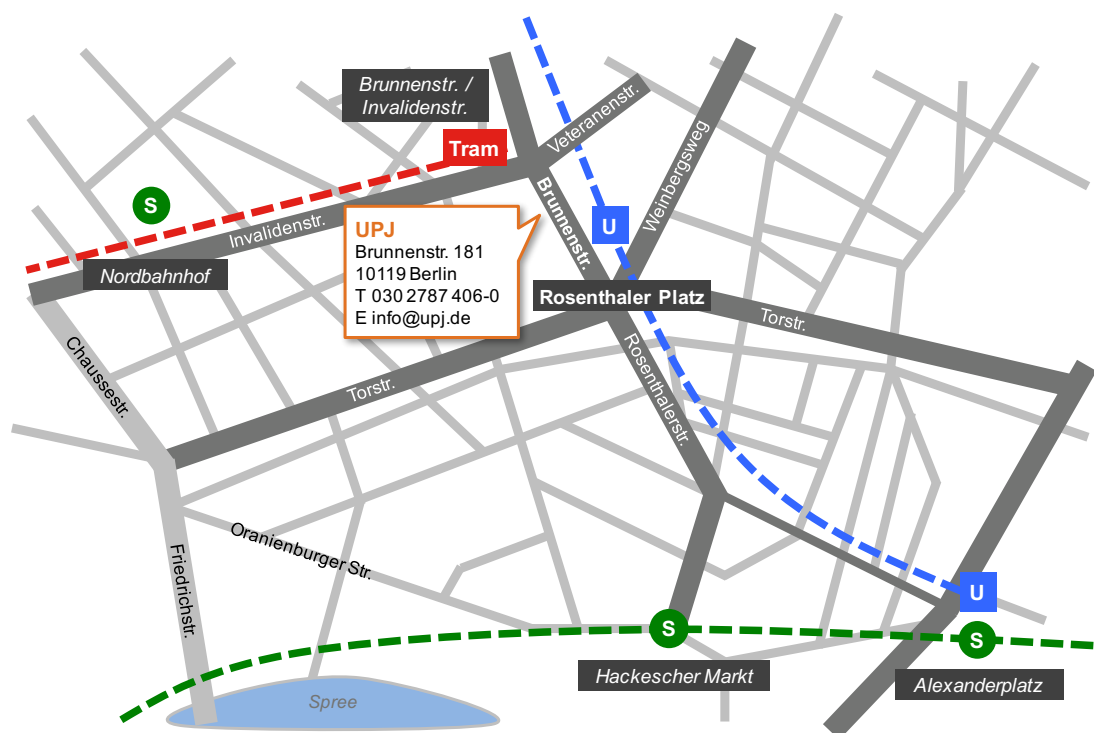 Brunnenstr. /
Invalidenstr.
Veteranenstr.
Tram
Weinbergsweg
S
Brunnenstr.
Invalidenstr.
U
UPJ
Brunnenstr. 181
10119 Berlin
T 030 2787 406-0
E info@upj.de
Nordbahnhof
Rosenthaler Platz
Torstr.
Chaussestr.
Torstr.
Rosenthalerstr.
Oranienburger Str.
Friedrichstr.
U
S
S
Hackescher Markt
Alexanderplatz
Spree